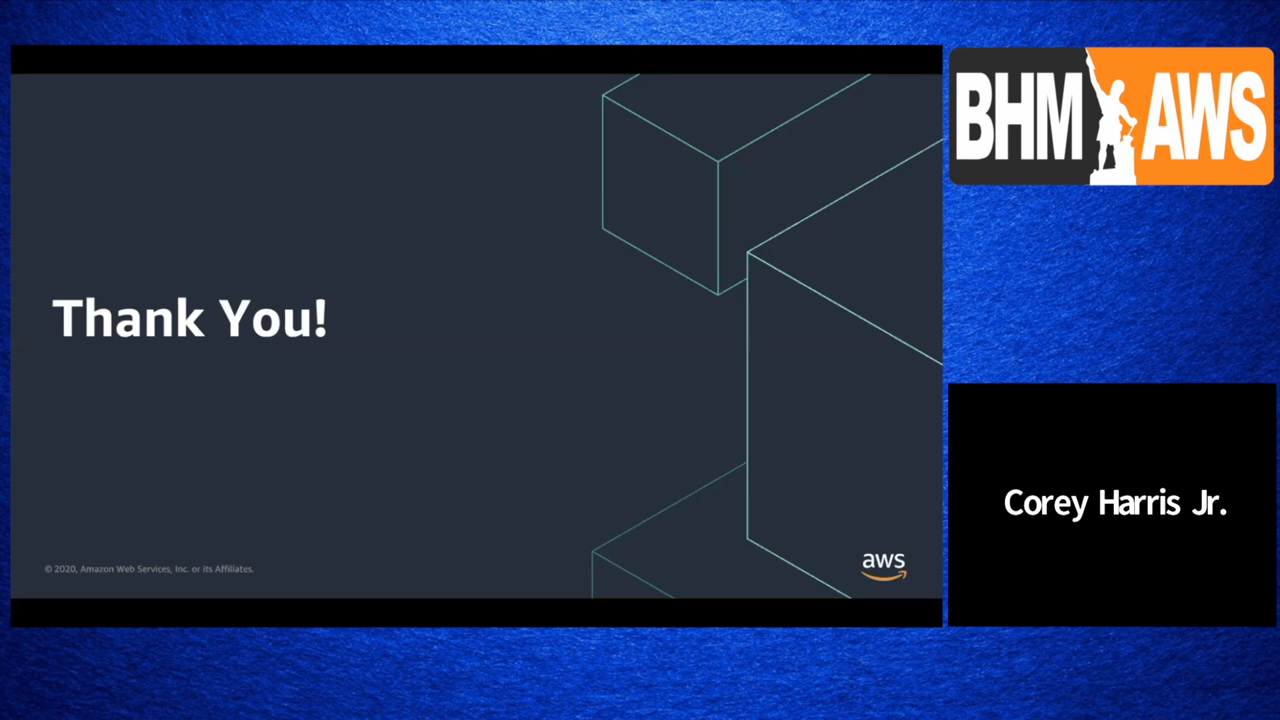 Thank You!
© 2020, Amazon Web Services, Inc. or its Affiliates.
aws
BHM AWS
Corey Harris Jr.